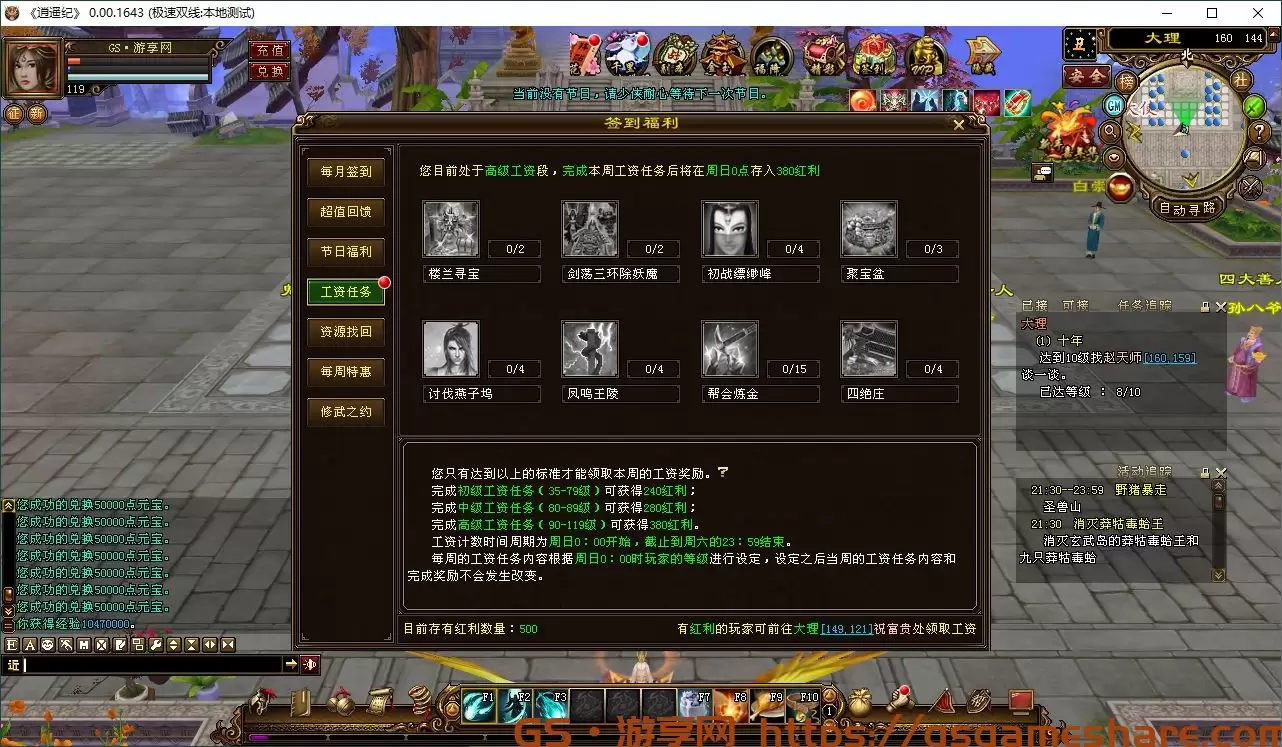 《逍遥纪》 0.00.1643 (极速双线:本地测试)
GS·游享网
119
充值
兑换
征
新
当前没有节日，请少侠耐心等待下一次节日。
大理 160 144
安全
榜
社
GM
自动寻路
签到福利
每月签到
超值回馈
节日福利
工资任务
资源找回
每周特惠
修武之约
您目前处于高级工资段，完成本周工资任务后将在周日0点存入380红利
0/2
0/2
0/4
0/3
楼兰寻宝
剑荡三环除妖魔
初战缥缈峰
聚宝盆
0/4
0/4
0/15
0/4
讨伐燕子坞
凤鸣王陵
帮会炼金
四绝庄
您只有达到以上的标准才能领取本周的工资奖励。?
完成初级工资任务（35-79级）可获得240红利；
完成中级工资任务（80-89级）可获得280红利；
完成高级工资任务（90-119级）可获得380红利。
工资计数时间周期为周日0：00开始，截止到周六的23：59结束。
每周的工资任务内容根据周日0：00时玩家的等级进行设定，设定之后当周的工资任务内容和
完成奖励不会发生改变。
目前存有红利数量：500
有红利的玩家可前往大理[149,121]祝富贵处领取工资
四大善人
孙八爷
已接 可接 任务追踪
大理
(1) 十年
达到10级找赵天师[160,159]
谈一谈。
已达等级 ： 8/10
活动追踪
21:30--23:59 野猪暴走
圣兽山
21:30 消灭莽牯毒蛤王
消灭玄武岛的莽牯毒蛤王和
九只莽牯毒蛤
您成功的兑换50000点元宝。
您成功的兑换50000点元宝。
您成功的兑换50000点元宝。
您成功的兑换50000点元宝。
您成功的兑换50000点元宝。
您成功的兑换50000点元宝。
您成功的兑换50000点元宝。
你获得经验10470000。
近
F1 F2 F3 F7 F8 F9 F10
1
GS·游享网 https://gsgameshare.com